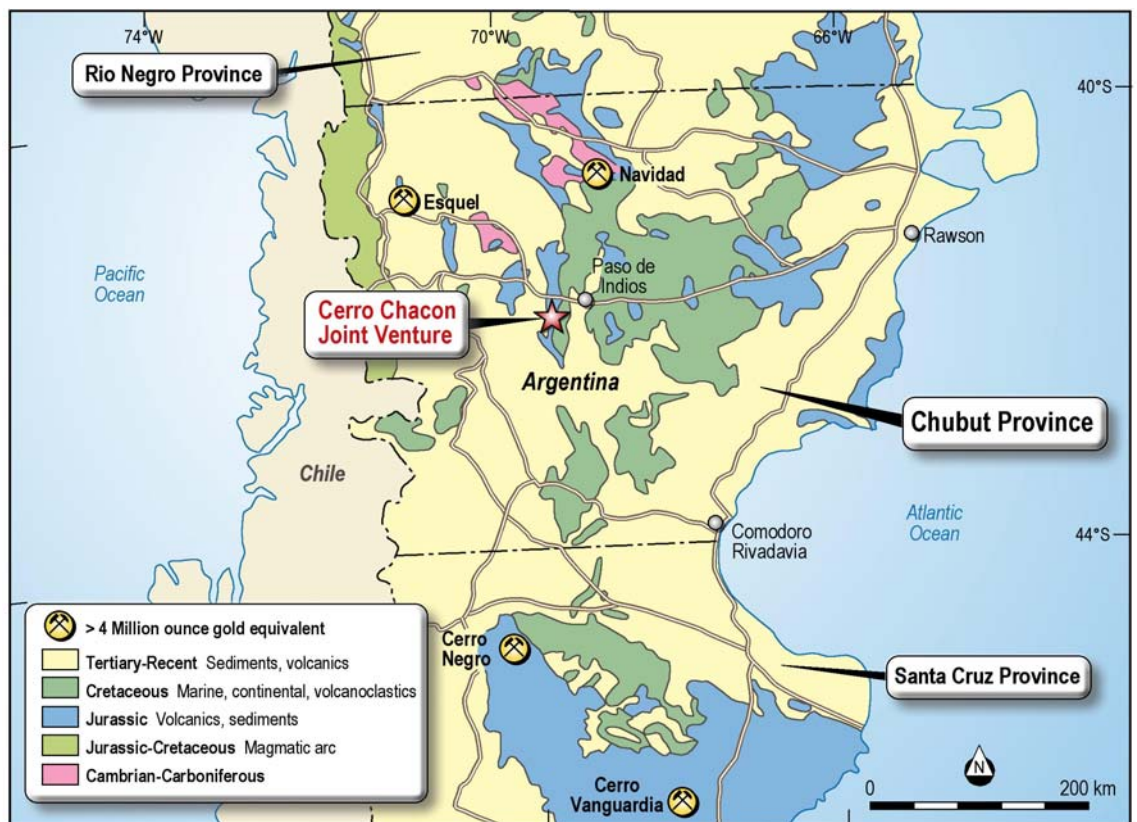 74°W
70°W
66°W
Rio Negro Province
40°S
Navidad
Esquel
Rawson
Pacific
Ocean
Paso de
Indios
Cerro Chacon
Joint Venture
Argentina
Chubut Province
Chile
Atlantic
Ocean
Comodoro
Rivadavia
44°S
> 4 Million ounce gold equivalent
Tertiary-Recent Sediments, volcanics
Cretaceous Marine, continental, volcanoclastics
Jurassic Volcanics, sediments
Jurassic-Cretaceous Magmatic arc
Cambrian-Carboniferous
Cerro
Negro
Santa Cruz Province
Cerro
Vanguardia
N
0 200 km